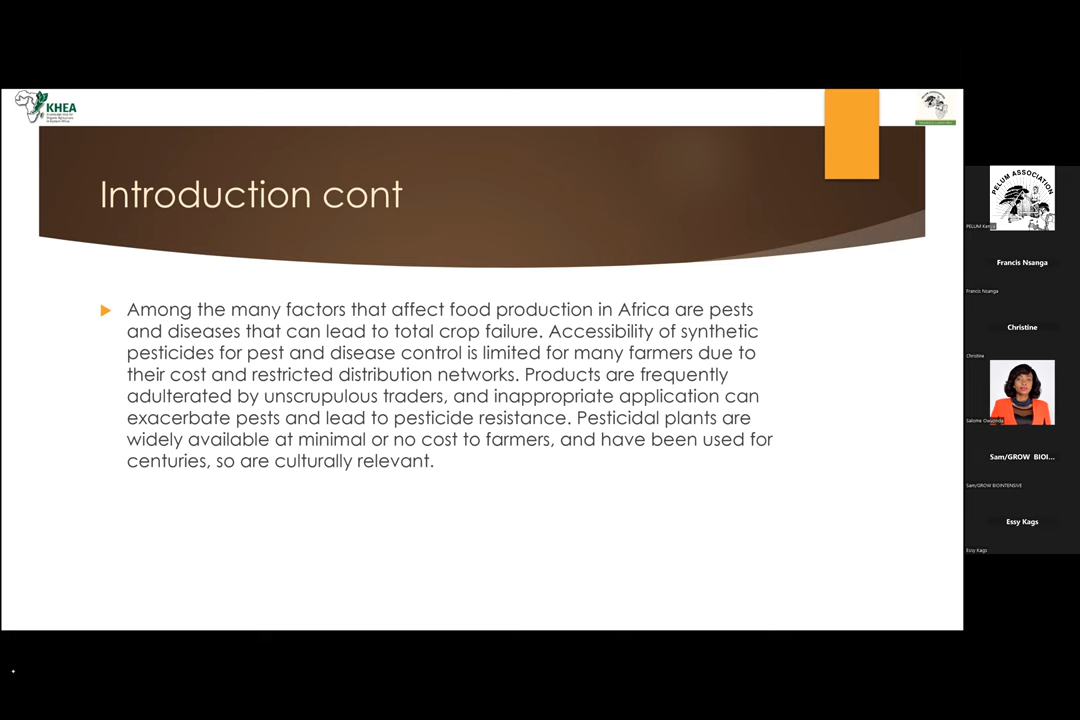 KHEA
Introduction cont
Among the many factors that affect food production in Africa are pests
and diseases that can lead to total crop failure. Accessibility of synthetic
pesticides for pest and disease control is limited for many farmers due to
their cost and restricted distribution networks. Products are frequently
adulterated by unscrupulous traders, and inappropriate application can
exacerbate pests and lead to pesticide resistance. Pesticidal plants are
widely available at minimal or no cost to farmers, and have been used for
centuries, so are culturally relevant.
PELUM ASSOCIATION
PELUM Kenya
Francis Nsanga
Francis Nsanga
Christine
Christine
Salome Owuonda
Sam/GROW BIOI...
Sam/GROW BIOINTENSIVE
Essy Kags
Essy Kags